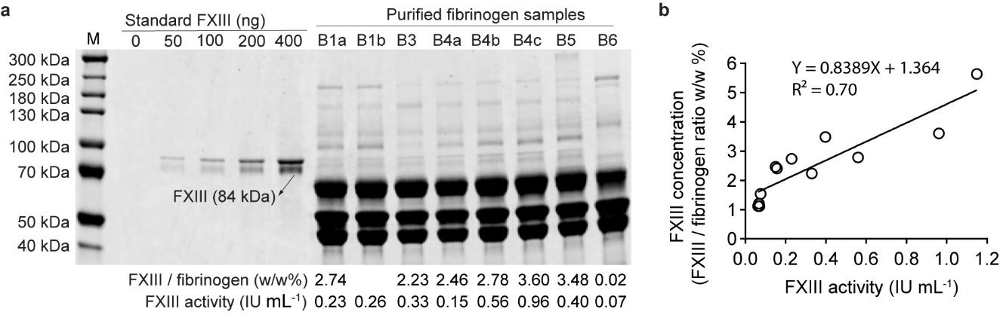 a
Standard FXIII (ng)
Purified fibrinogen samples
M 0 50 100 200 400 B1a B1b B3 B4a B4b B4c B5 B6
300 kDa
250 kDa
180 kDa
130 kDa
100 kDa
70 kDa
50 kDa
40 kDa
FXIII (84 kDa)
FXIII / fibrinogen (w/w%) 2.74 2.23 2.46 2.78 3.60 3.48 0.02
FXIII activity (IU mL⁻¹) 0.23 0.26 0.33 0.15 0.56 0.96 0.40 0.07
b
Y = 0.8389X + 1.364
R² = 0.70
FXIII concentration
(FXIII / fibrinogen ratio w/w %)
6
5
4
3
2
1
0
0.0 0.2 0.4 0.6 0.8 1.0 1.2
FXIII activity (IU mL⁻¹)